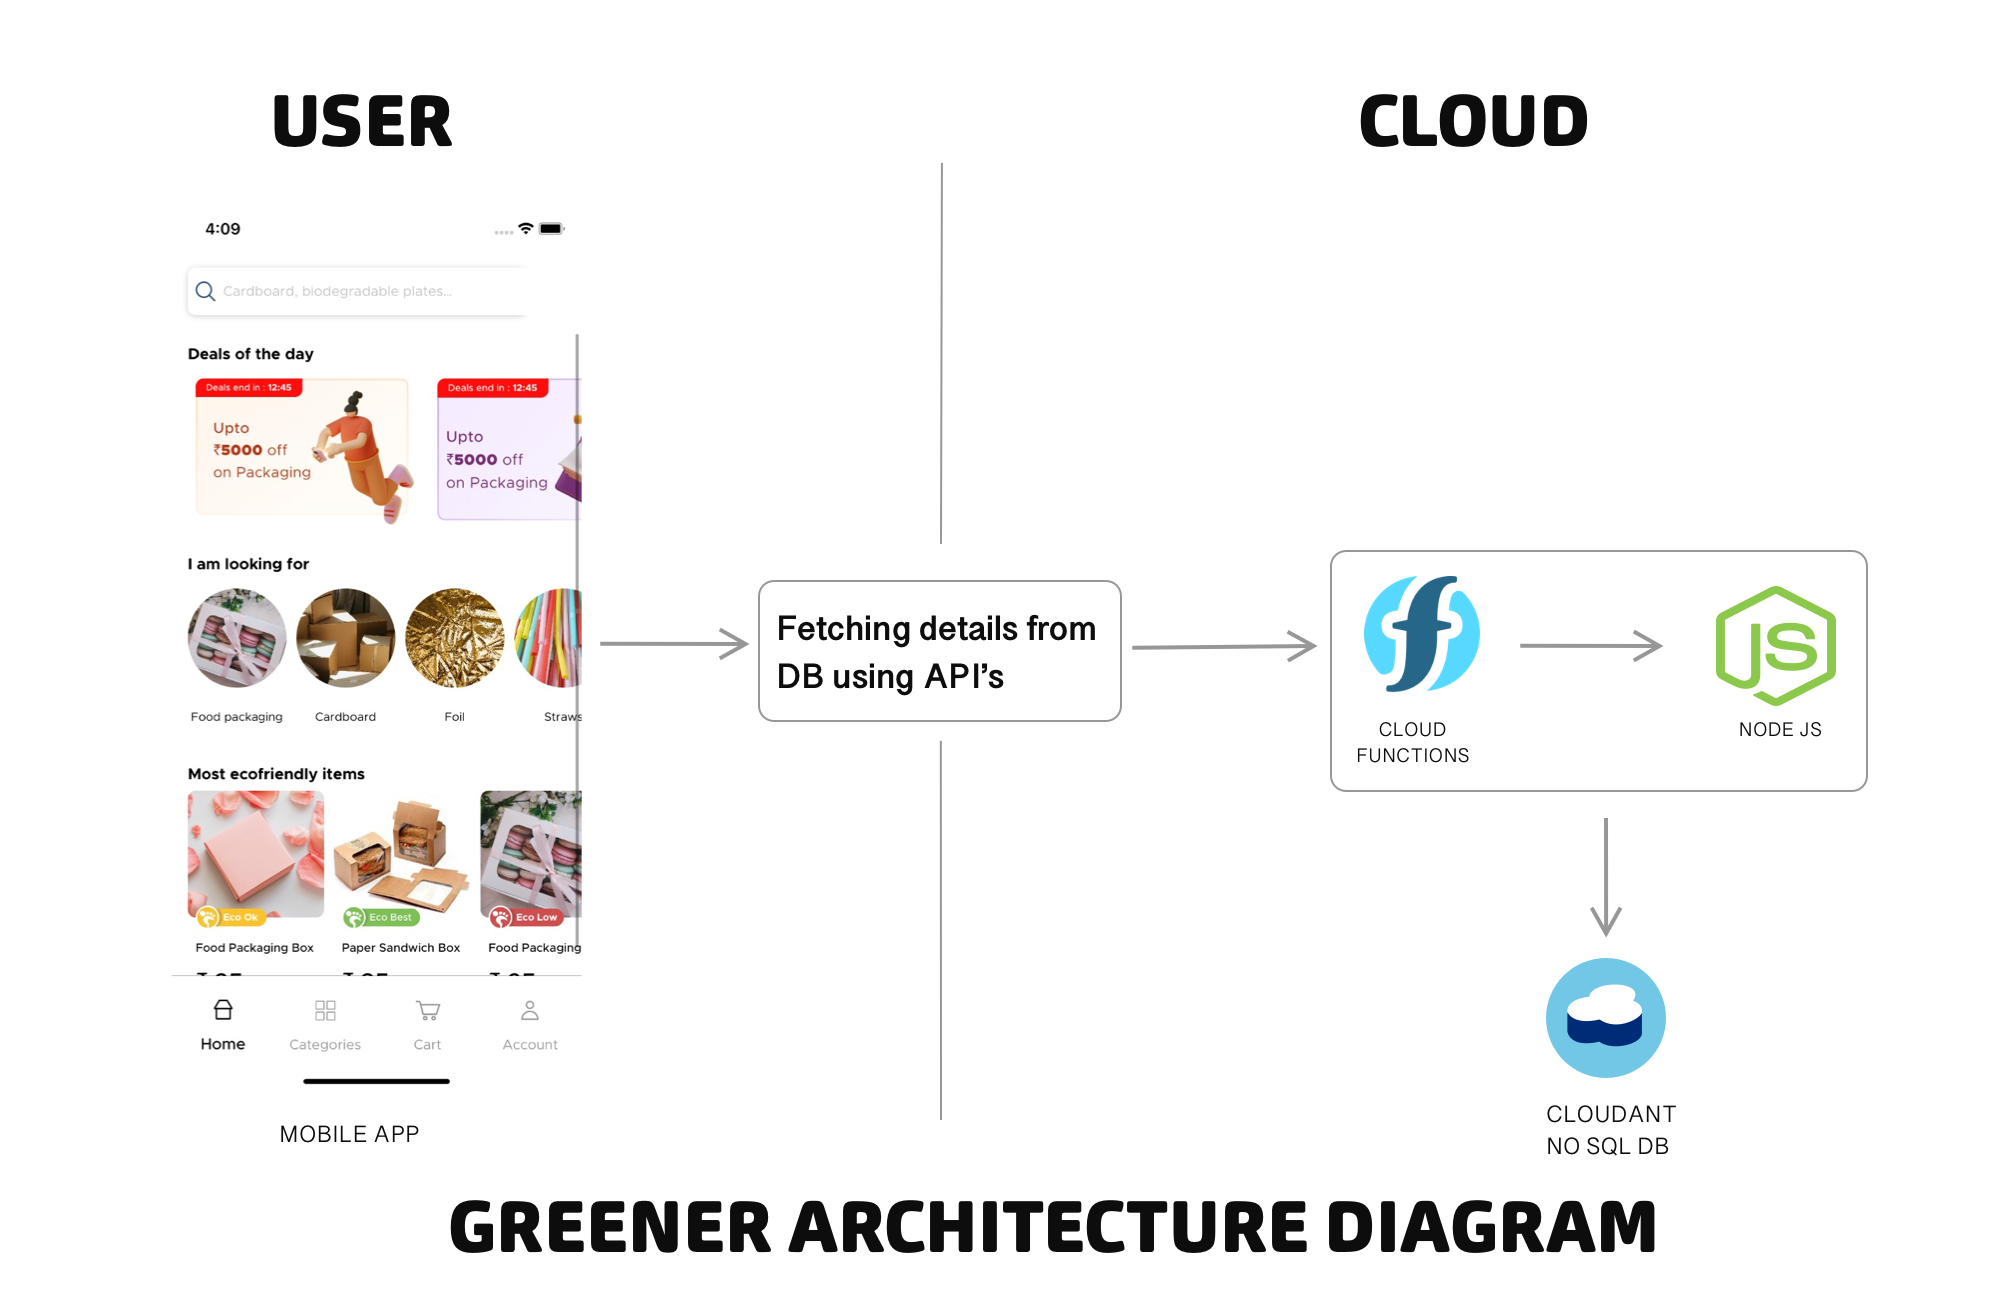 USER
CLOUD
4:09
Cardboard, biodegradable plates...
Deals of the day
Deals end in : 12:45
Upto
₹5000 off
on Packaging
Deals end in : 12:45
Upto
₹5000 off
on Packaging
I am looking for
Food packaging
Cardboard
Foil
Straws
Most ecofriendly items
Eco Ok
Eco Best
Eco Low
Food Packaging Box
Paper Sandwich Box
Food Packaging
Home
Categories
Cart
Account
MOBILE APP
Fetching details from
DB using API's
CLOUD
FUNCTIONS
JS
NODE JS
CLOUDANT
NO SQL DB
GREENER ARCHITECTURE DIAGRAM